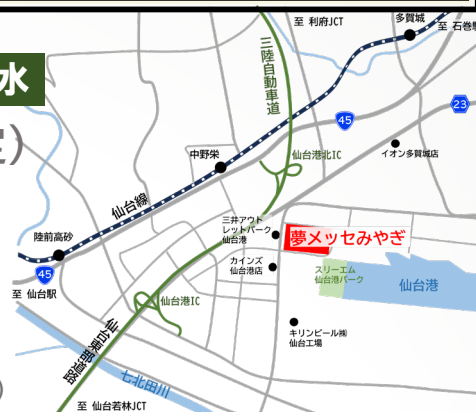 至 利府JCT
多賀城
至 石巻
水
三陸自動車道
45
23
定)
中野栄
仙台港北IC
イオン多賀城店
仙台線
三井アウト
レットパーク
仙台港
夢メッセみやぎ
陸前高砂
カインズ
仙台港店
スリーエム
仙台港パーク
仙台港
45
至 仙台駅
仙台港IC
キリンビール㈱
仙台工場
仙台東部道路
七北田川
)
至 仙台若林JCT